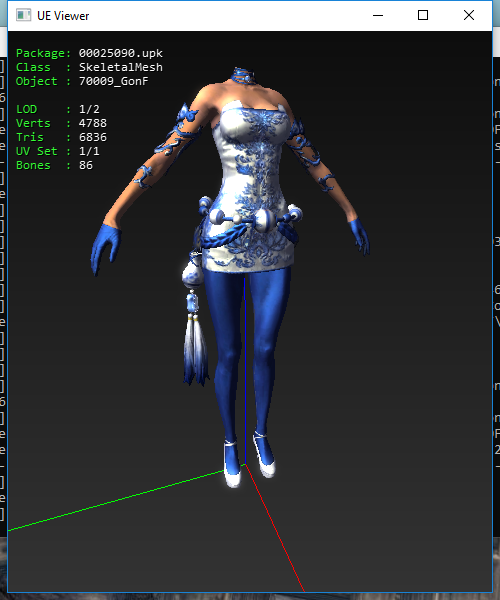 UE Viewer
Package: 00025090.upk
Class  : SkeletalMesh
Object : 70009_GonF
LOD    : 1/2
Verts  : 4788
Tris   : 6836
UV Set : 1/1
Bones  : 86